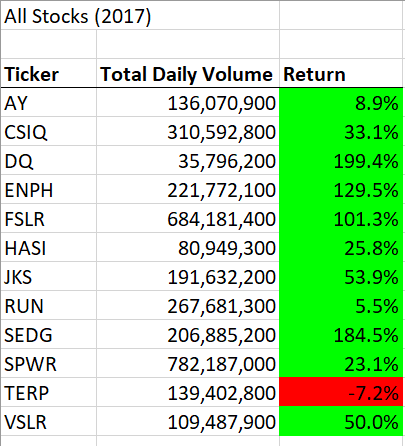 All Stocks (2017)
Ticker Total Daily Volume Return
AY 136,070,900 8.9%
CSIQ 310,592,800 33.1%
DQ 35,796,200 199.4%
ENPH 221,772,100 129.5%
FSLR 684,181,400 101.3%
HASI 80,949,300 25.8%
JKS 191,632,200 53.9%
RUN 267,681,300 5.5%
SEDG 206,885,200 184.5%
SPWR 782,187,000 23.1%
TERP 139,402,800 -7.2%
VSLR 109,487,900 50.0%